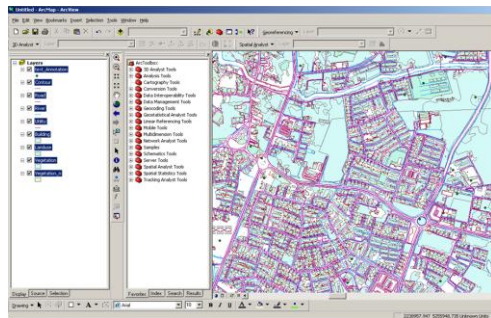 Untitled - ArcMap - ArcView
File Edit View Bookmarks Insert Selection Tools Window Help
Georeferencing
3D Analyst
Spatial Analyst
Layers
Text_Annotation
Contour
Road
River
Utility
Building
Landuse
Vegetation
Vegetation_n
Display Source Selection
ArcToolbox
3D Analyst Tools
Analysis Tools
Cartography Tools
Conversion Tools
Data Interoperability Tools
Data Management Tools
Geocoding Tools
Geostatistical Analyst Tools
Linear Referencing Tools
Mobile Tools
Multidimension Tools
Network Analyst Tools
Samples
Schematics Tools
Server Tools
Spatial Analyst Tools
Spatial Statistics Tools
Tracking Analyst Tools
Favorites Index Search Results
Drawing
A
Arial
10
B I U A
Unknown Units